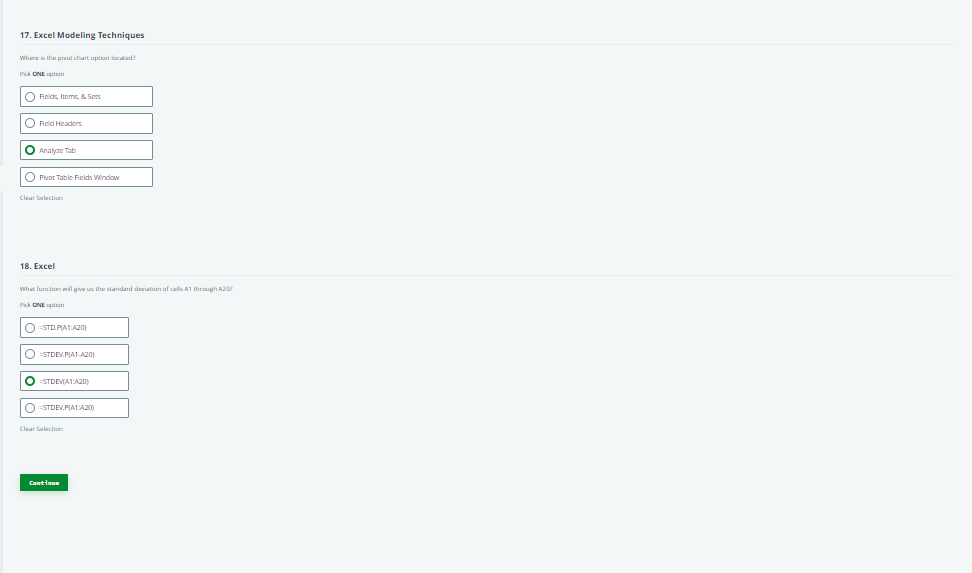 17. Excel Modeling Techniques
Where is the pivot chart option located?
Pick ONE option
Fields, Items, & Sets
Field Headers
Analyze Tab
Pivot Table Fields Window
Clear Selection
18. Excel
What function will give us the standard deviation of cells A1 through A20?
Pick ONE option
=STD.P(A1:A20)
=STDEV.P(A1-A20)
=STDEV(A1:A20)
=STDEV.P(A1:A20)
Clear Selection
Continue